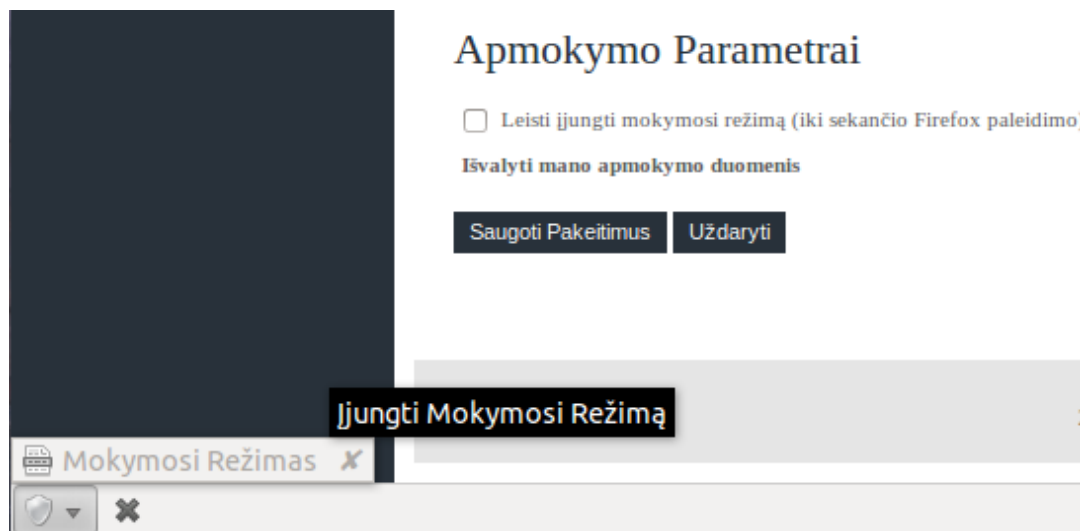 Apmokymo Parametrai
Leisti įjungti mokymosi režimą (iki sekančio Firefox paleidimo)
Išvalyti mano apmokymo duomenis
Saugoti Pakeitimus Uždaryti
Įjungti Mokymosi Režimą
Mokymosi Režimas